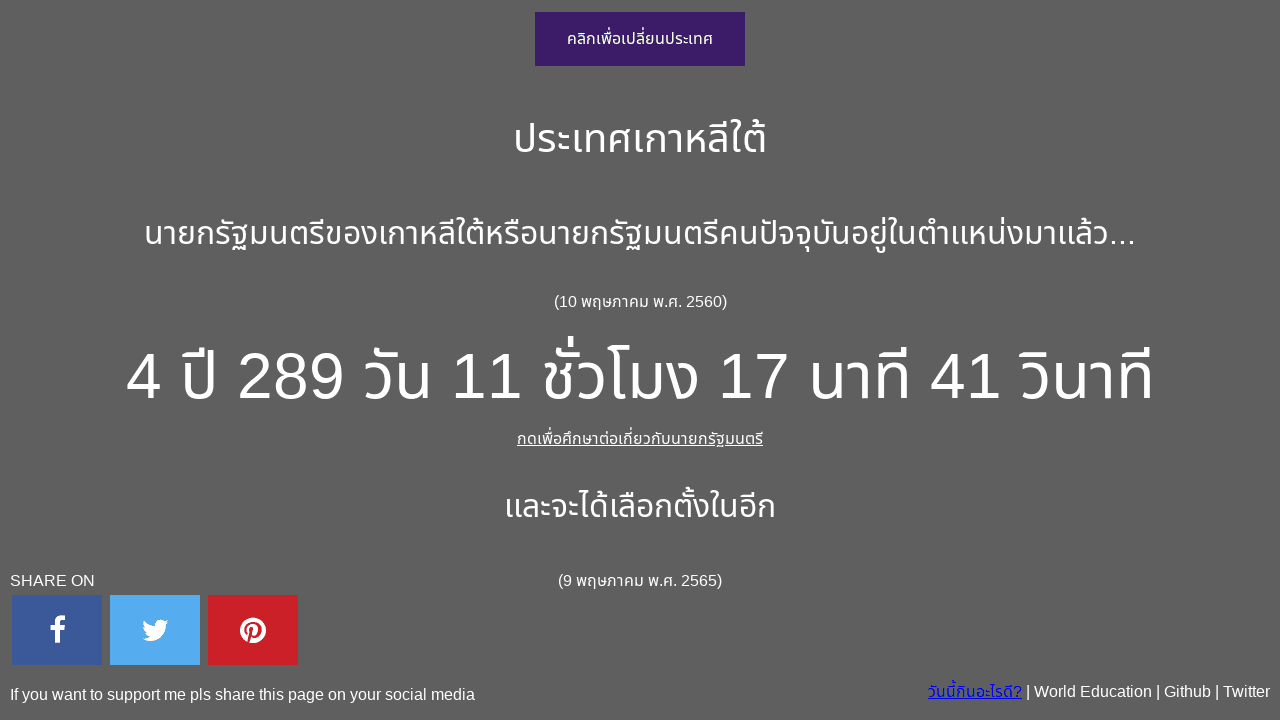 คลิกเพื่อเปลี่ยนประเทศ
ประเทศเกาหลีใต้
นายกรัฐมนตรีของเกาหลีใต้หรือนายกรัฐมนตรีคนปัจจุบันอยู่ในตำแหน่งมาแล้ว...
(10 พฤษภาคม พ.ศ. 2560)
4 ปี 289 วัน 11 ชั่วโมง 17 นาที 41 วินาที
กดเพื่อศึกษาต่อเกี่ยวกับนายกรัฐมนตรี
และจะได้เลือกตั้งในอีก
(9 พฤษภาคม พ.ศ. 2565)
SHARE ON
If you want to support me pls share this page on your social media
วันนี้กินอะไรดี? | World Education | Github | Twitter